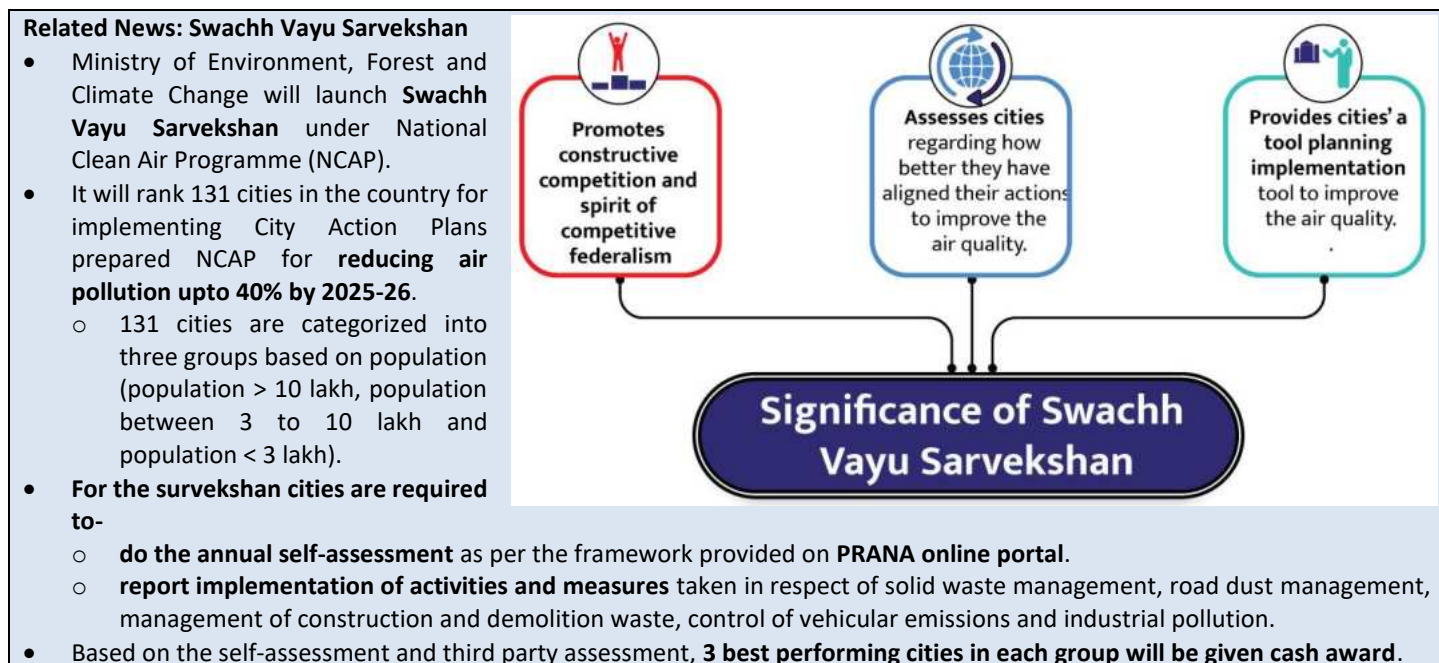 Related News: Swachh Vayu Sarvekshan
• Ministry of Environment, Forest and
Climate Change will launch Swachh
Vayu Sarvekshan under National
Clean Air Programme (NCAP).
• It will rank 131 cities in the country for
implementing City Action Plans
prepared NCAP for reducing air
pollution upto 40% by 2025-26.
o 131 cities are categorized into
three groups based on population
(population > 10 lakh, population
between 3 to 10 lakh and
population < 3 lakh).
• For the survekshan cities are required
to-
o do the annual self-assessment as per the framework provided on PRANA online portal.
o report implementation of activities and measures taken in respect of solid waste management, road dust management,
management of construction and demolition waste, control of vehicular emissions and industrial pollution.
• Based on the self-assessment and third party assessment, 3 best performing cities in each group will be given cash award.
Promotes
constructive
competition and
spirit of
competitive
federalism
Assesses cities
regarding how
better they have
aligned their actions
to improve the
air quality.
Provides cities' a
tool planning
implementation
tool to improve
the air quality.
.
Significance of Swachh
Vayu Sarvekshan